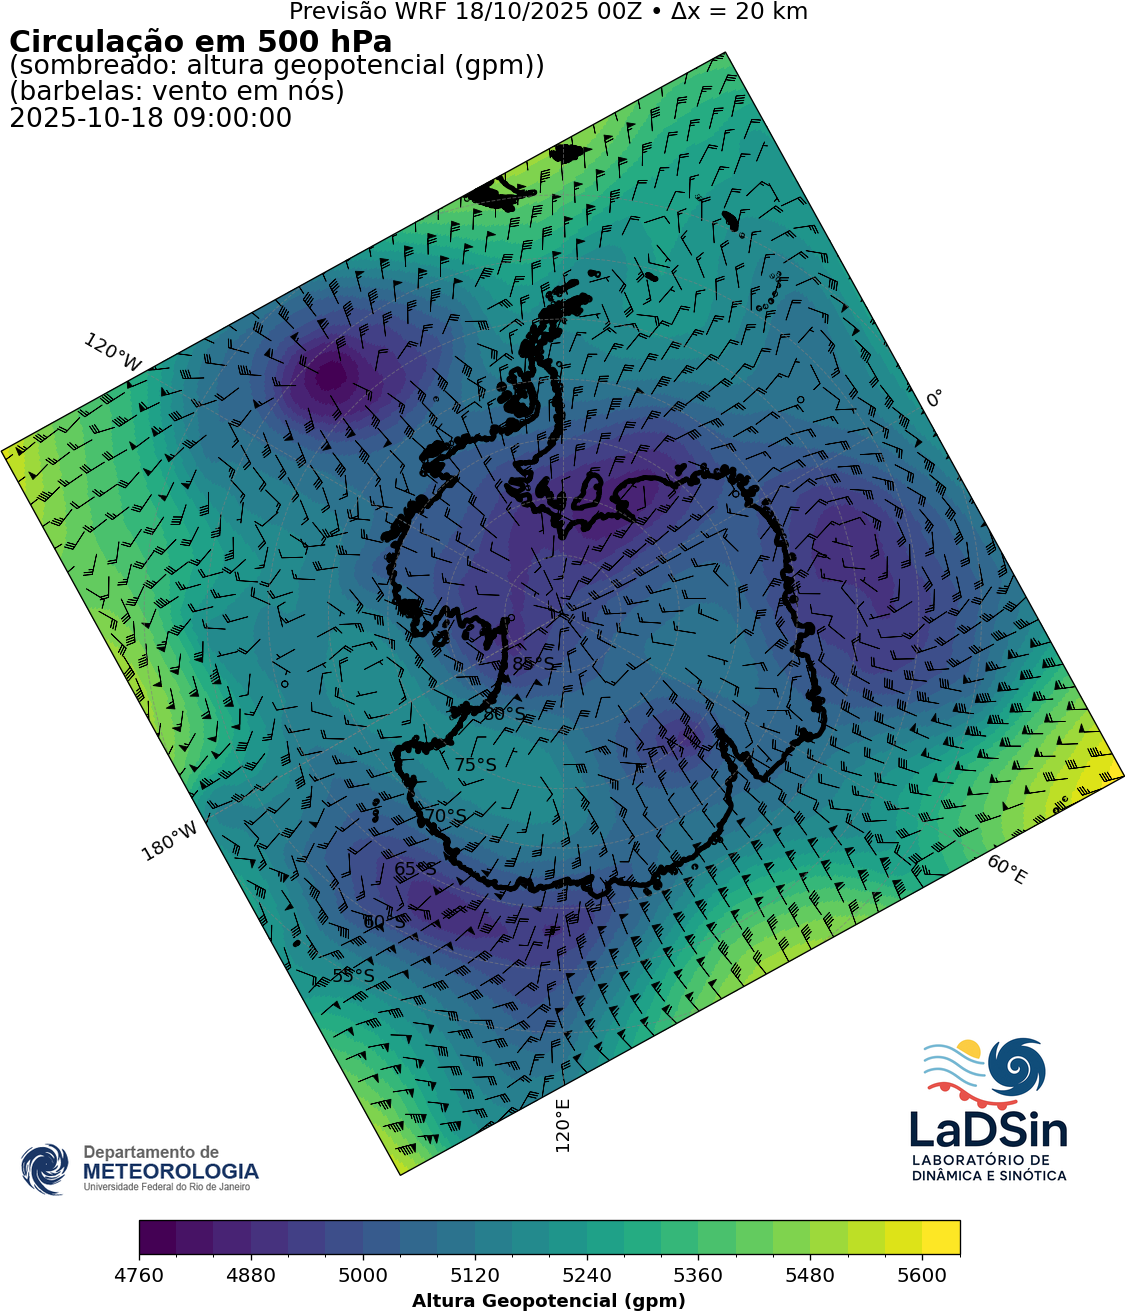 Previsão WRF 18/10/2025 00Z • Δx = 20 km
Circulação em 500 hPa
(sombreado: altura geopotencial (gpm))
(barbelas: vento em nós)
2025-10-18 09:00:00
120°W
0°
85°S
80°S
75°S
70°S
180°W
65°S
60°E
60°S
55°S
120°E
LaDSin
LABORATÓRIO DE
DINÂMICA E SINÓTICA
Departamento de
METEOROLOGIA
Universidade Federal do Rio de Janeiro
4760 4880 5000 5120 5240 5360 5480 5600
Altura Geopotencial (gpm)